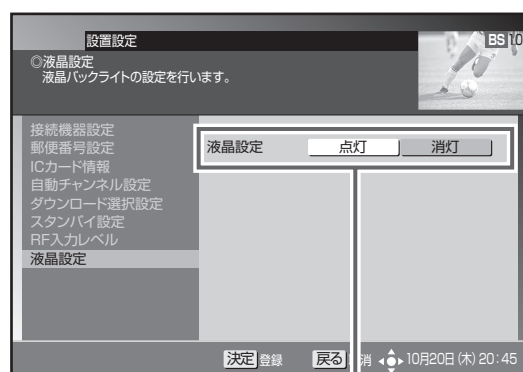 設置設定
BS 10
◎液晶設定
液晶バックライトの設定を行います。
接続機器設定
郵便番号設定
ICカード情報
自動チャンネル設定
ダウンロード選択設定
スタンバイ設定
RF入力レベル
液晶設定
液晶設定 点灯 消灯
決定 登録 戻る 消 10月20日(木) 20:45